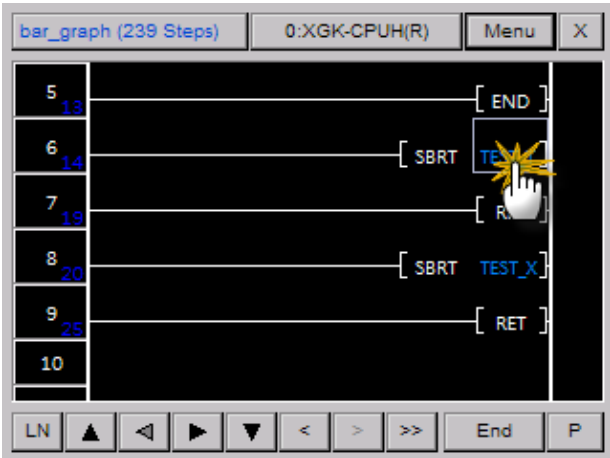 bar_graph (239 Steps) 0:XGK-CPUH(R) Menu X
5 13 END
6 14 SBRT
7 19
8 20 SBRT TEST_X
9 25 RET
10
LN < > >> End P